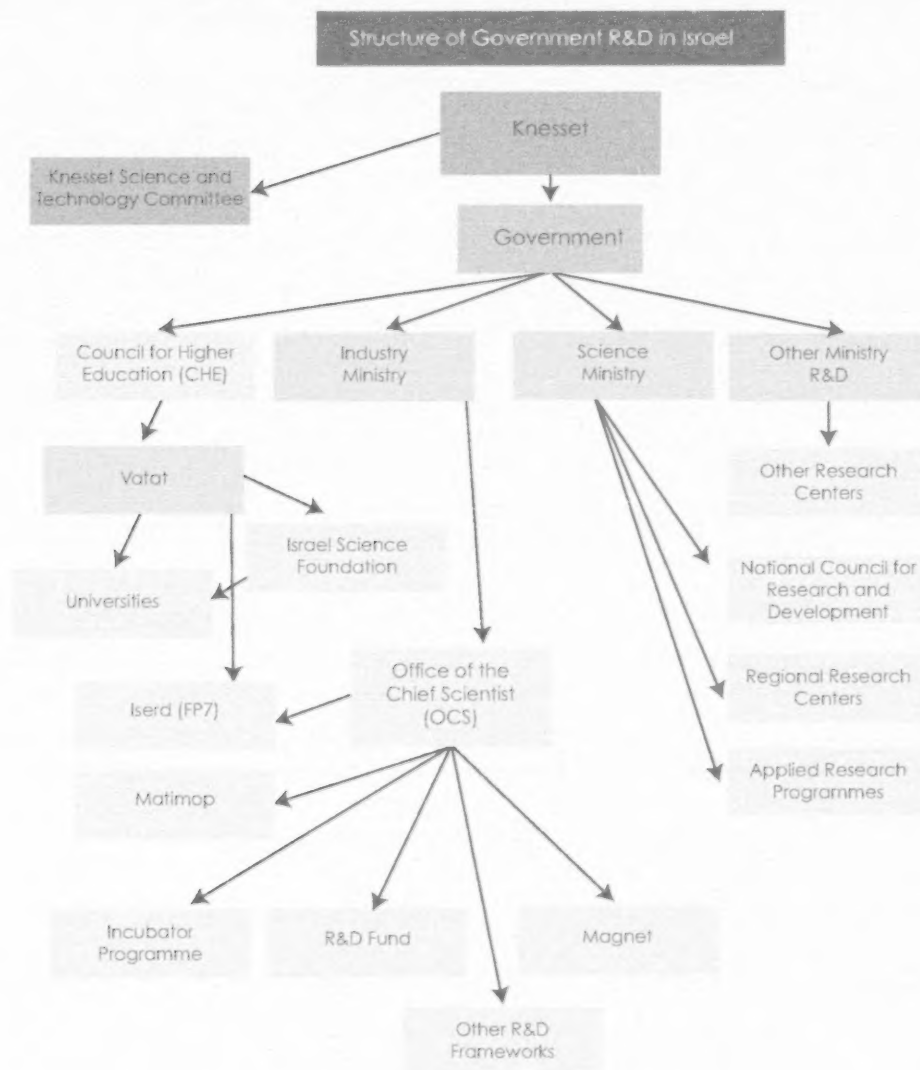 Structure of Government R&D in Israel
Knesset
Knesset Science and
Technology Committee
Government
Council for Higher
Education (CHE)
Industry
Ministry
Science
Ministry
Other Ministry
R&D
Vatat
Other Research
Centers
Israel Science
Foundation
National Council for
Research and
Development
Universities
Office of the
Chief Scientist
(OCS)
Regional Research
Centers
Iserd (FP7)
Matimop
Applied Research
Programmes
Incubator
Programme
R&D Fund
Magnet
Other R&D
Frameworks